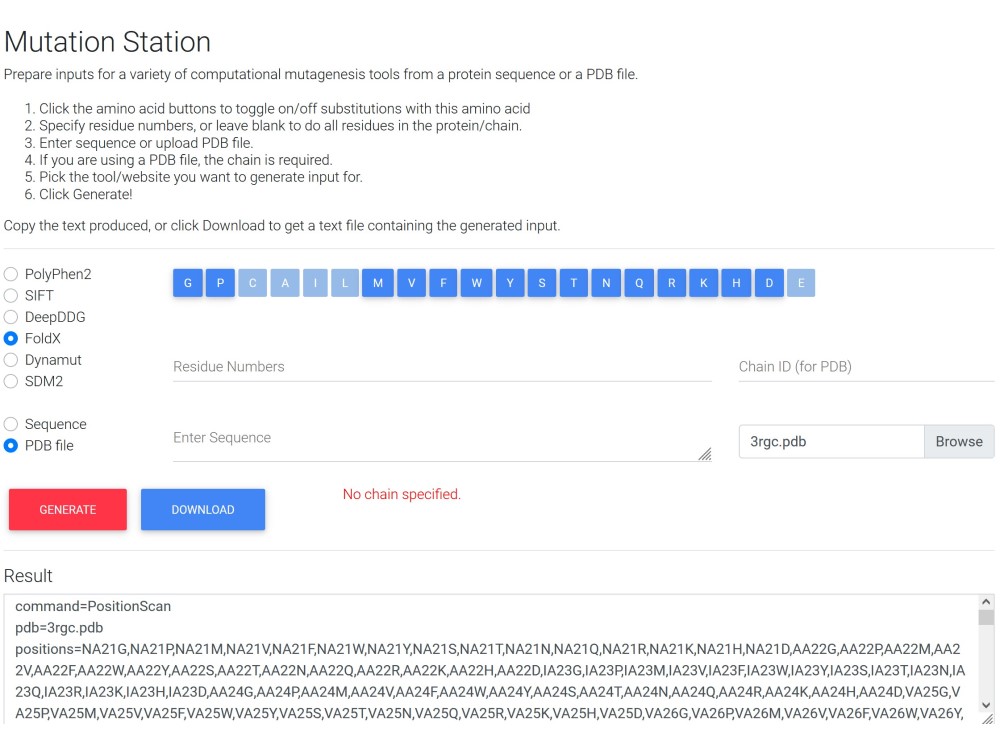 Mutation Station
Prepare inputs for a variety of computational mutagenesis tools from a protein sequence or a PDB file.
1. Click the amino acid buttons to toggle on/off substitutions with this amino acid
2. Specify residue numbers, or leave blank to do all residues in the protein/chain.
3. Enter sequence or upload PDB file.
4. If you are using a PDB file, the chain is required.
5. Pick the tool/website you want to generate input for.
6. Click Generate!
Copy the text produced, or click Download to get a text file containing the generated input.
PolyPhen2
SIFT
DeepDDG
FoldX
Dynamut
SDM2
G P C A I L M V F W Y S T N Q R K H D E
Residue Numbers
Chain ID (for PDB)
Sequence
PDB file
Enter Sequence
3rgc.pdb
Browse
GENERATE
DOWNLOAD
No chain specified.
Result
command=PositionScan
pdb=3rgc.pdb
positions=NA21G,NA21P,NA21M,NA21V,NA21F,NA21W,NA21Y,NA21S,NA21T,NA21N,NA21Q,NA21R,NA21K,NA21H,NA21D,AA22G,AA22P,AA22M,AA2
2V,AA22F,AA22W,AA22Y,AA22S,AA22T,AA22N,AA22Q,AA22R,AA22K,AA22H,AA22D,IA23G,IA23P,IA23M,IA23V,IA23F,IA23W,IA23Y,IA23S,IA23T,IA23N,IA
23Q,IA23R,IA23K,IA23H,IA23D,AA24G,AA24P,AA24M,AA24V,AA24F,AA24W,AA24Y,AA24S,AA24T,AA24N,AA24Q,AA24R,AA24K,AA24H,AA24D,VA25G,V
A25P,VA25M,VA25V,VA25F,VA25W,VA25Y,VA25S,VA25T,VA25N,VA25Q,VA25R,VA25K,VA25H,VA25D,VA26G,VA26P,VA26M,VA26V,VA26F,VA26W,VA26Y,